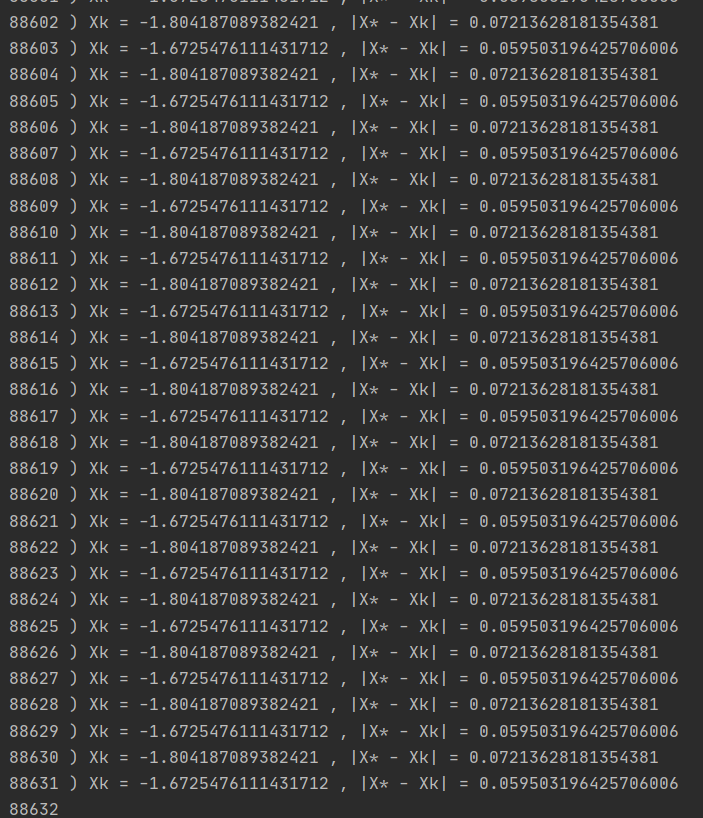 88602 ) Xk = -1.804187089382421 , |X* - Xk| = 0.07213628181354381
88603 ) Xk = -1.6725476111431712 , |X* - Xk| = 0.059503196425706006
88604 ) Xk = -1.804187089382421 , |X* - Xk| = 0.07213628181354381
88605 ) Xk = -1.6725476111431712 , |X* - Xk| = 0.059503196425706006
88606 ) Xk = -1.804187089382421 , |X* - Xk| = 0.07213628181354381
88607 ) Xk = -1.6725476111431712 , |X* - Xk| = 0.059503196425706006
88608 ) Xk = -1.804187089382421 , |X* - Xk| = 0.07213628181354381
88609 ) Xk = -1.6725476111431712 , |X* - Xk| = 0.059503196425706006
88610 ) Xk = -1.804187089382421 , |X* - Xk| = 0.07213628181354381
88611 ) Xk = -1.6725476111431712 , |X* - Xk| = 0.059503196425706006
88612 ) Xk = -1.804187089382421 , |X* - Xk| = 0.07213628181354381
88613 ) Xk = -1.6725476111431712 , |X* - Xk| = 0.059503196425706006
88614 ) Xk = -1.804187089382421 , |X* - Xk| = 0.07213628181354381
88615 ) Xk = -1.6725476111431712 , |X* - Xk| = 0.059503196425706006
88616 ) Xk = -1.804187089382421 , |X* - Xk| = 0.07213628181354381
88617 ) Xk = -1.6725476111431712 , |X* - Xk| = 0.059503196425706006
88618 ) Xk = -1.804187089382421 , |X* - Xk| = 0.07213628181354381
88619 ) Xk = -1.6725476111431712 , |X* - Xk| = 0.059503196425706006
88620 ) Xk = -1.804187089382421 , |X* - Xk| = 0.07213628181354381
88621 ) Xk = -1.6725476111431712 , |X* - Xk| = 0.059503196425706006
88622 ) Xk = -1.804187089382421 , |X* - Xk| = 0.07213628181354381
88623 ) Xk = -1.6725476111431712 , |X* - Xk| = 0.059503196425706006
88624 ) Xk = -1.804187089382421 , |X* - Xk| = 0.07213628181354381
88625 ) Xk = -1.6725476111431712 , |X* - Xk| = 0.059503196425706006
88626 ) Xk = -1.804187089382421 , |X* - Xk| = 0.07213628181354381
88627 ) Xk = -1.6725476111431712 , |X* - Xk| = 0.059503196425706006
88628 ) Xk = -1.804187089382421 , |X* - Xk| = 0.07213628181354381
88629 ) Xk = -1.6725476111431712 , |X* - Xk| = 0.059503196425706006
88630 ) Xk = -1.804187089382421 , |X* - Xk| = 0.07213628181354381
88631 ) Xk = -1.6725476111431712 , |X* - Xk| = 0.059503196425706006
88632